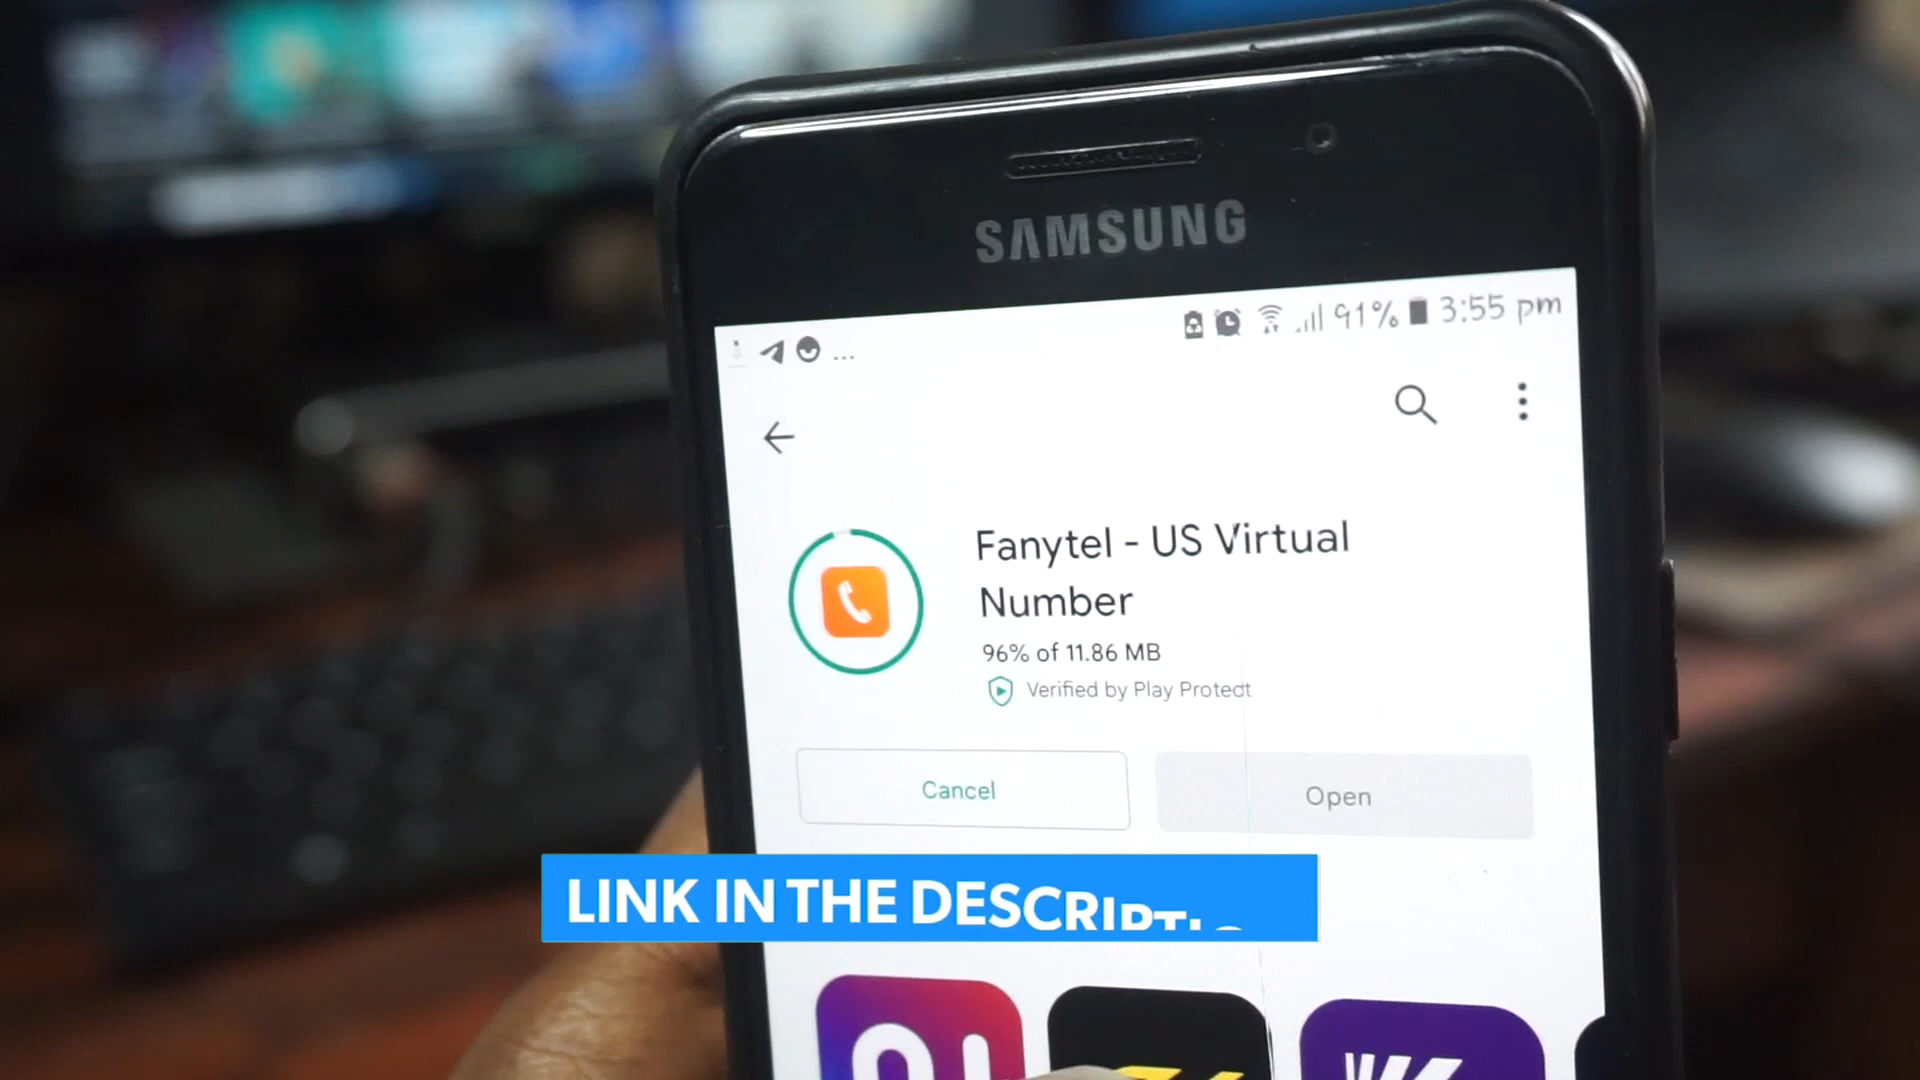 SAMSUNG
91% 3:55 pm
...
Fanytel - US Virtual
Number
96% of 11.86 MB
Verified by Play Protect
Cancel
Open
LINK IN THE DESCRIPTIO